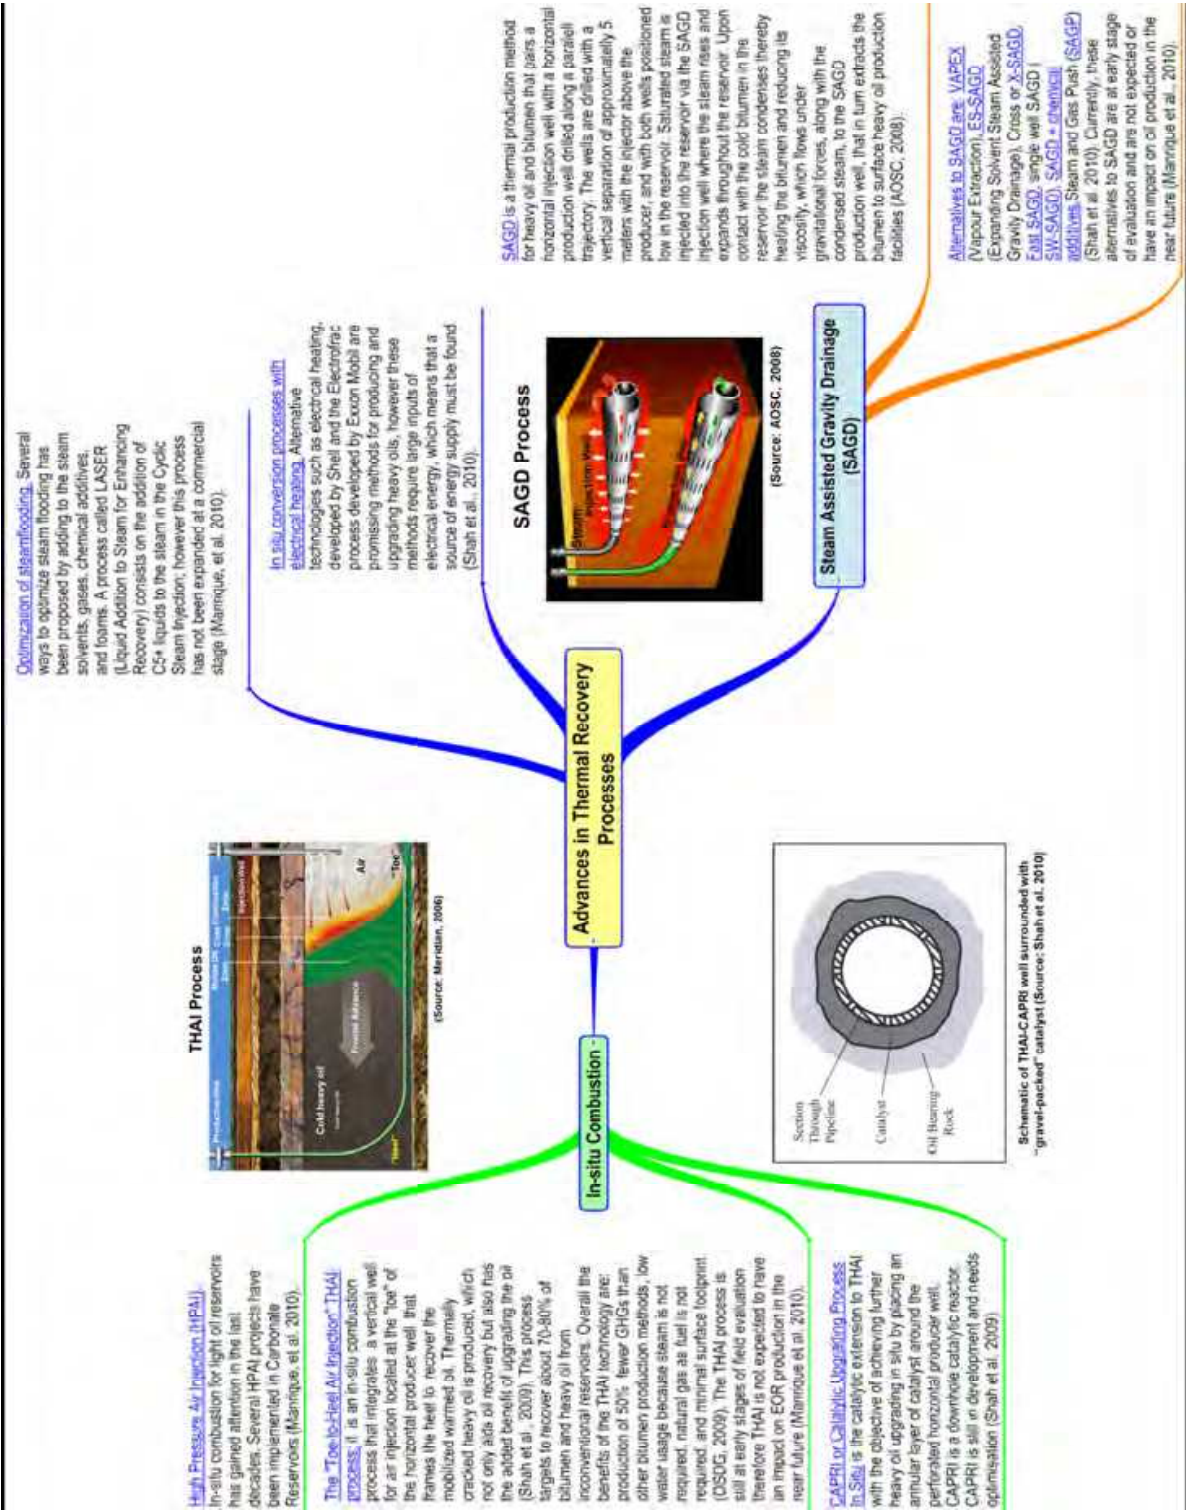 High Pressure Air Injection (HPAI).
In-situ combustion for light oil reservoirs
has gained attention in the last
decades. Several HPAI projects have
been implemented in Carbonate
Reservoirs (Manrique, et al. 2010).
The "Toe-to-Heel Air Injection" THAI
process; it is an in-situ combustion
process that integrates a vertical well
for air injection located at the "toe" of
the horizontal producer well that
frames the heel to recover the
mobilized warmed oil. Thermally
cracked heavy oil is produced, which
not only aids oil recovery but also has
the added benefit of upgrading the oil
(Shah et al., 2009). This process
targets to recover about 70-80% of
bitumen and heavy oil from
inconventional reservoirs. Overall the
benefits of the THAI technology are:
production of 50% fewer GHGs than
other bitumen production methods, low
water usage because steam is not
required, natural gas as fuel is not
required, and minimal surface footprint.
(OSDG, 2009). The THAI process is
still at early stages of field evaluation
therefore THAI is not expected to have
an impact on EOR production in the
near future (Manrique et al. 2010).
CAPRI or Catalytic Upgrading Process
In Situ is the catalytic extension to THAI
with the objective of achieving further
heavy oil upgrading in situ by placing an
annular layer of catalyst around the
perforated horizontal producer well.
CAPRI is a downhole catalytic reactor.
CAPRI is still in development and needs
optimisation (Shah et al. 2009)
THAI Process
Production Well
Injection Well
Cold heavy oil
Frontal Advance
Air
"Heel"
"Toe"
(Source: Meridian, 2006)
In-situ Combustion
Section
Through
Pipeline
Catalyst
Oil Bearing
Rock
Schematic of THAI-CAPRI well surrounded with
"gravel-packed" catalyst (Source: Shah et al. 2010)
Advances in Thermal Recovery
Processes
Optimization of steamflooding. Several
ways to optimize steam flooding has
been proposed by adding to the steam
solvents, gases, chemical additives,
and foams. A process called LASER
(Liquid Addition to Steam for Enhancing
Recovery) consists on the addition of
C5+ liquids to the steam in the Cyclic
Steam Injection; however this process
has not been expanded at a commercial
stage (Manrique, et al. 2010).
In situ conversion processes with
electrical heating. Alternative
technologies such as electrical heating,
developed by Shell and the Electrofrac
process developed by Exxon Mobil are
promissing methods for producing and
upgrading heavy oils, however these
methods require large inputs of
electrical energy, which means that a
source of energy supply must be found
(Shah et al., 2010).
SAGD Process
Steam
Injection Well
(Source: AOSC, 2008)
Steam Assisted Gravity Drainage
(SAGD)
SAGD is a thermal production method
for heavy oil and bitumen that pairs a
horizontal injection well with a horizontal
production well drilled along a parallell
trajectory. The wells are drilled with a
vertical separation of approximatelly 5
meters with the injector above the
producer, and with both wells positioned
low in the reservoir. Saturated steam is
injected into the reservoir via the SAGD
injection well where the steam rises and
expands throughout the reservoir. Upon
contact with the cold bitumen in the
reservoir the steam condenses thereby
heating the bitumen and reducing its
viscosity, which flows under
gravitational forces, along with the
condensed steam, to the SAGD
production well, that in turn extracts the
bitumen to surface heavy oil production
facilities (AOSC, 2008).
Alternatives to SAGD are: VAPEX
(Vapour Extraction), ES-SAGD
(Expanding Solvent Steam Assisted
Gravity Drainage), Cross or X-SAGD,
Fast SAGD, single well SAGD (
SW-SAGD), SAGD + chemical
additives, Steam and Gas Push (SAGP)
(Shah et al. 2010). Currently, these
alternatives to SAGD are at early stage
of evaluation and are not expected or
have an impact on oil production in the
near future (Manrique et al., 2010).